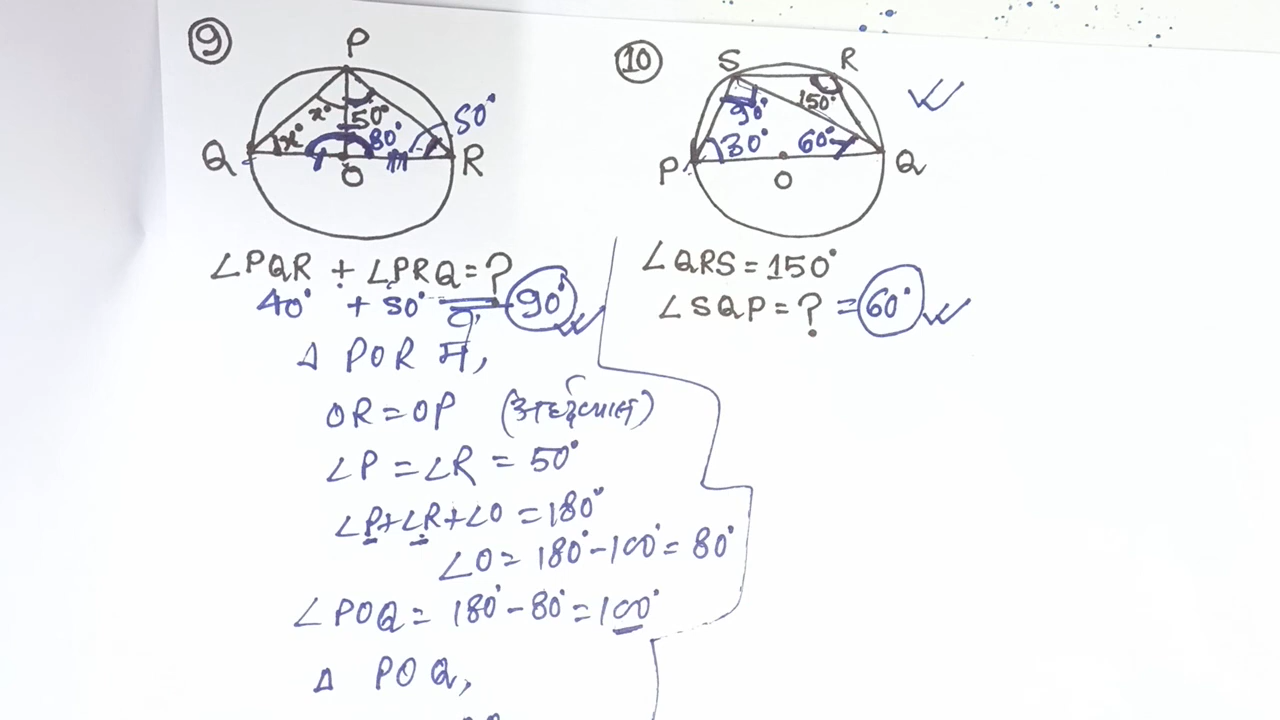 9
P
x° 50° 50°
x° 80°
Q O R
∠PQR + ∠PRQ = ?
40° + 50° = 90°
Δ POR में,
OR = OP
∠P = ∠R = 50°
∠P + ∠R + ∠O = 180°
∠O = 180° - 100° = 80°
∠POQ = 180° - 80° = 100°
Δ POQ,
10
S R
90° 150°
30° 60°
P O Q
∠QRS = 150°
∠SQP = ? = 60°